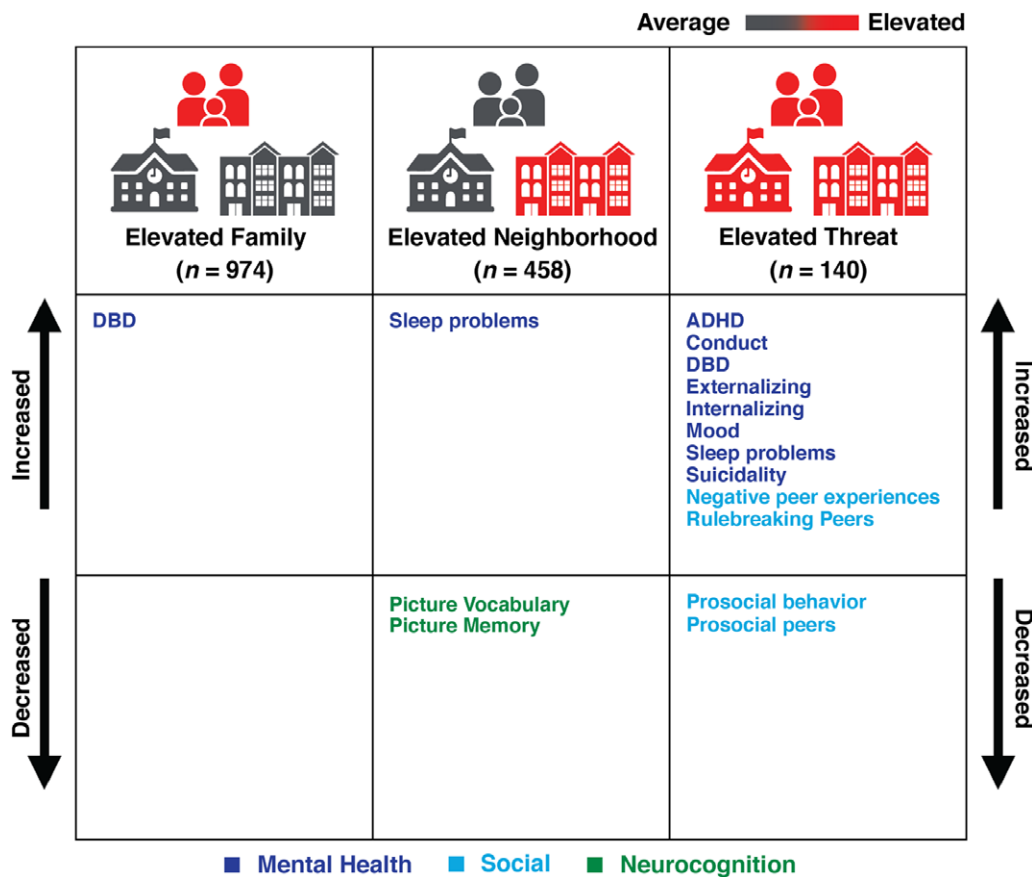 Average Elevated
Elevated Family
(n = 974)
Elevated Neighborhood
(n = 458)
Elevated Threat
(n = 140)
Increased
DBD
Sleep problems
ADHD
Conduct
DBD
Externalizing
Internalizing
Mood
Sleep problems
Suicidality
Negative peer experiences
Rulebreaking Peers
Increased
Decreased
Picture Vocabulary
Picture Memory
Prosocial behavior
Prosocial peers
Decreased
Mental Health Social Neurocognition